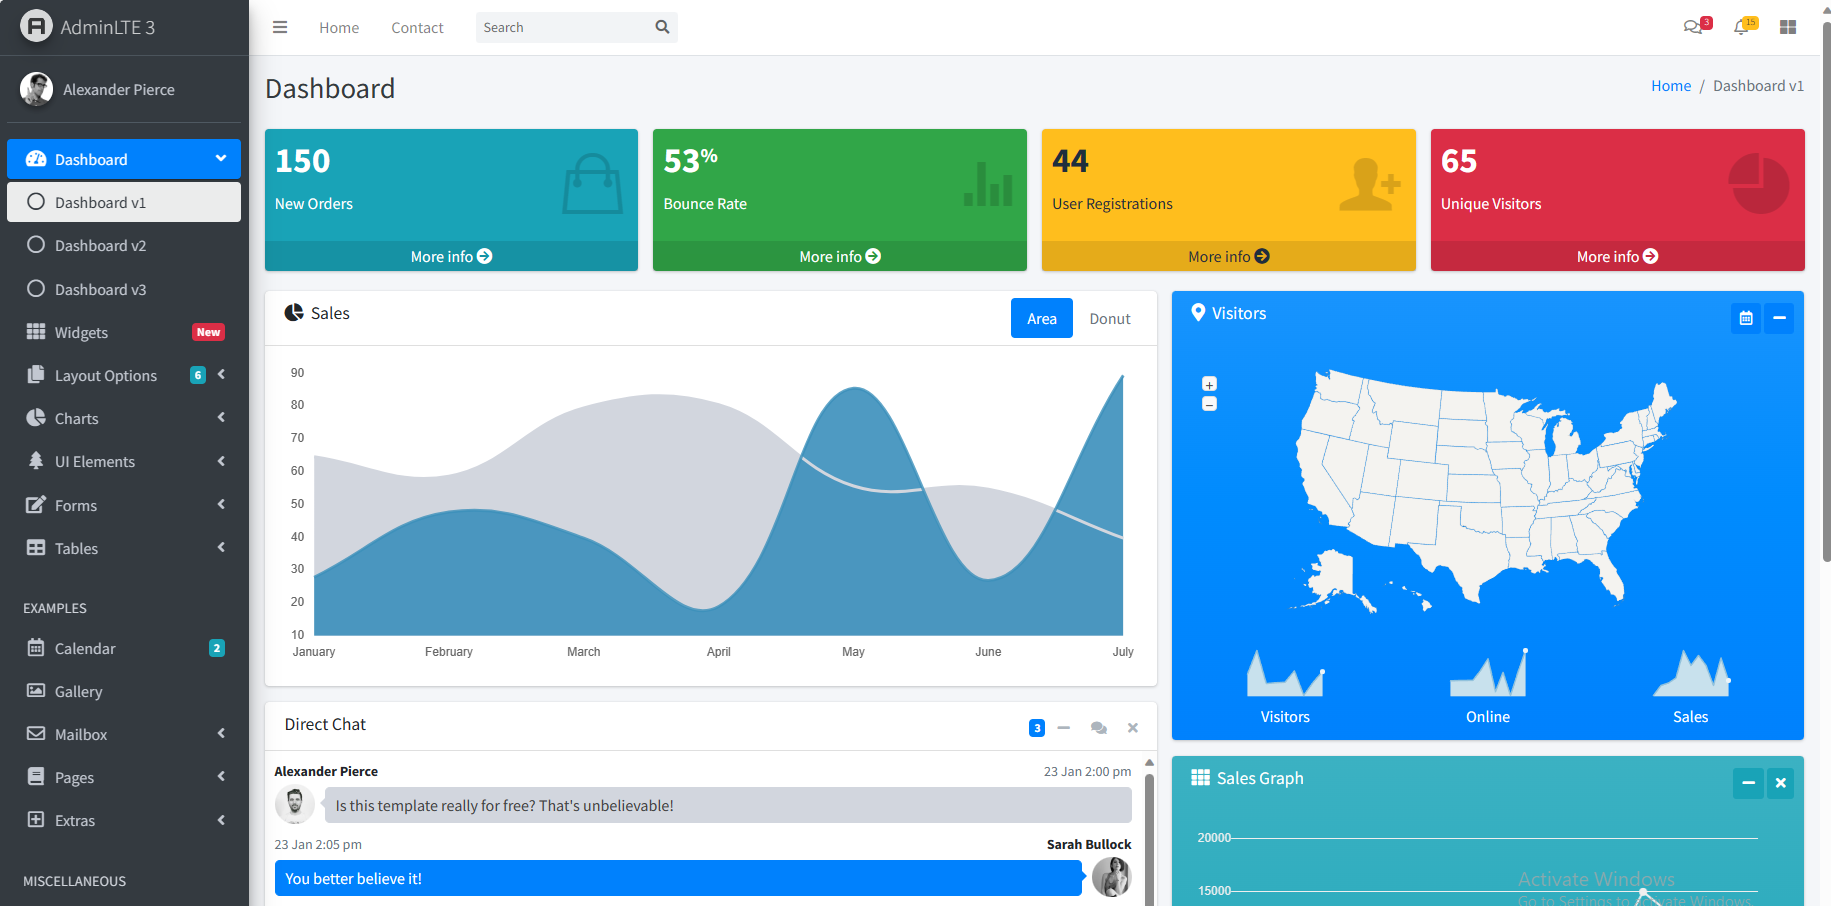 AdminLTE 3
Home
Contact
Search
3
15
Alexander Pierce
Dashboard
Dashboard v1
Dashboard v2
Dashboard v3
Widgets
New
Layout Options
6
Charts
UI Elements
Forms
Tables
EXAMPLES
Calendar
2
Gallery
Mailbox
Pages
Extras
MISCELLANEOUS
Dashboard
Home / Dashboard v1
150
New Orders
More info
53%
Bounce Rate
More info
44
User Registrations
More info
65
Unique Visitors
More info
Sales
Area
Donut
90
80
70
60
50
40
30
20
10
January
February
March
April
May
June
July
Direct Chat
3
Alexander Pierce
23 Jan 2:00 pm
Is this template really for free? That's unbelievable!
23 Jan 2:05 pm
Sarah Bullock
You better believe it!
Visitors
+
−
Visitors
Online
Sales
Sales Graph
20000
15000
Activate Windows
Go to Settings to activate Windows.